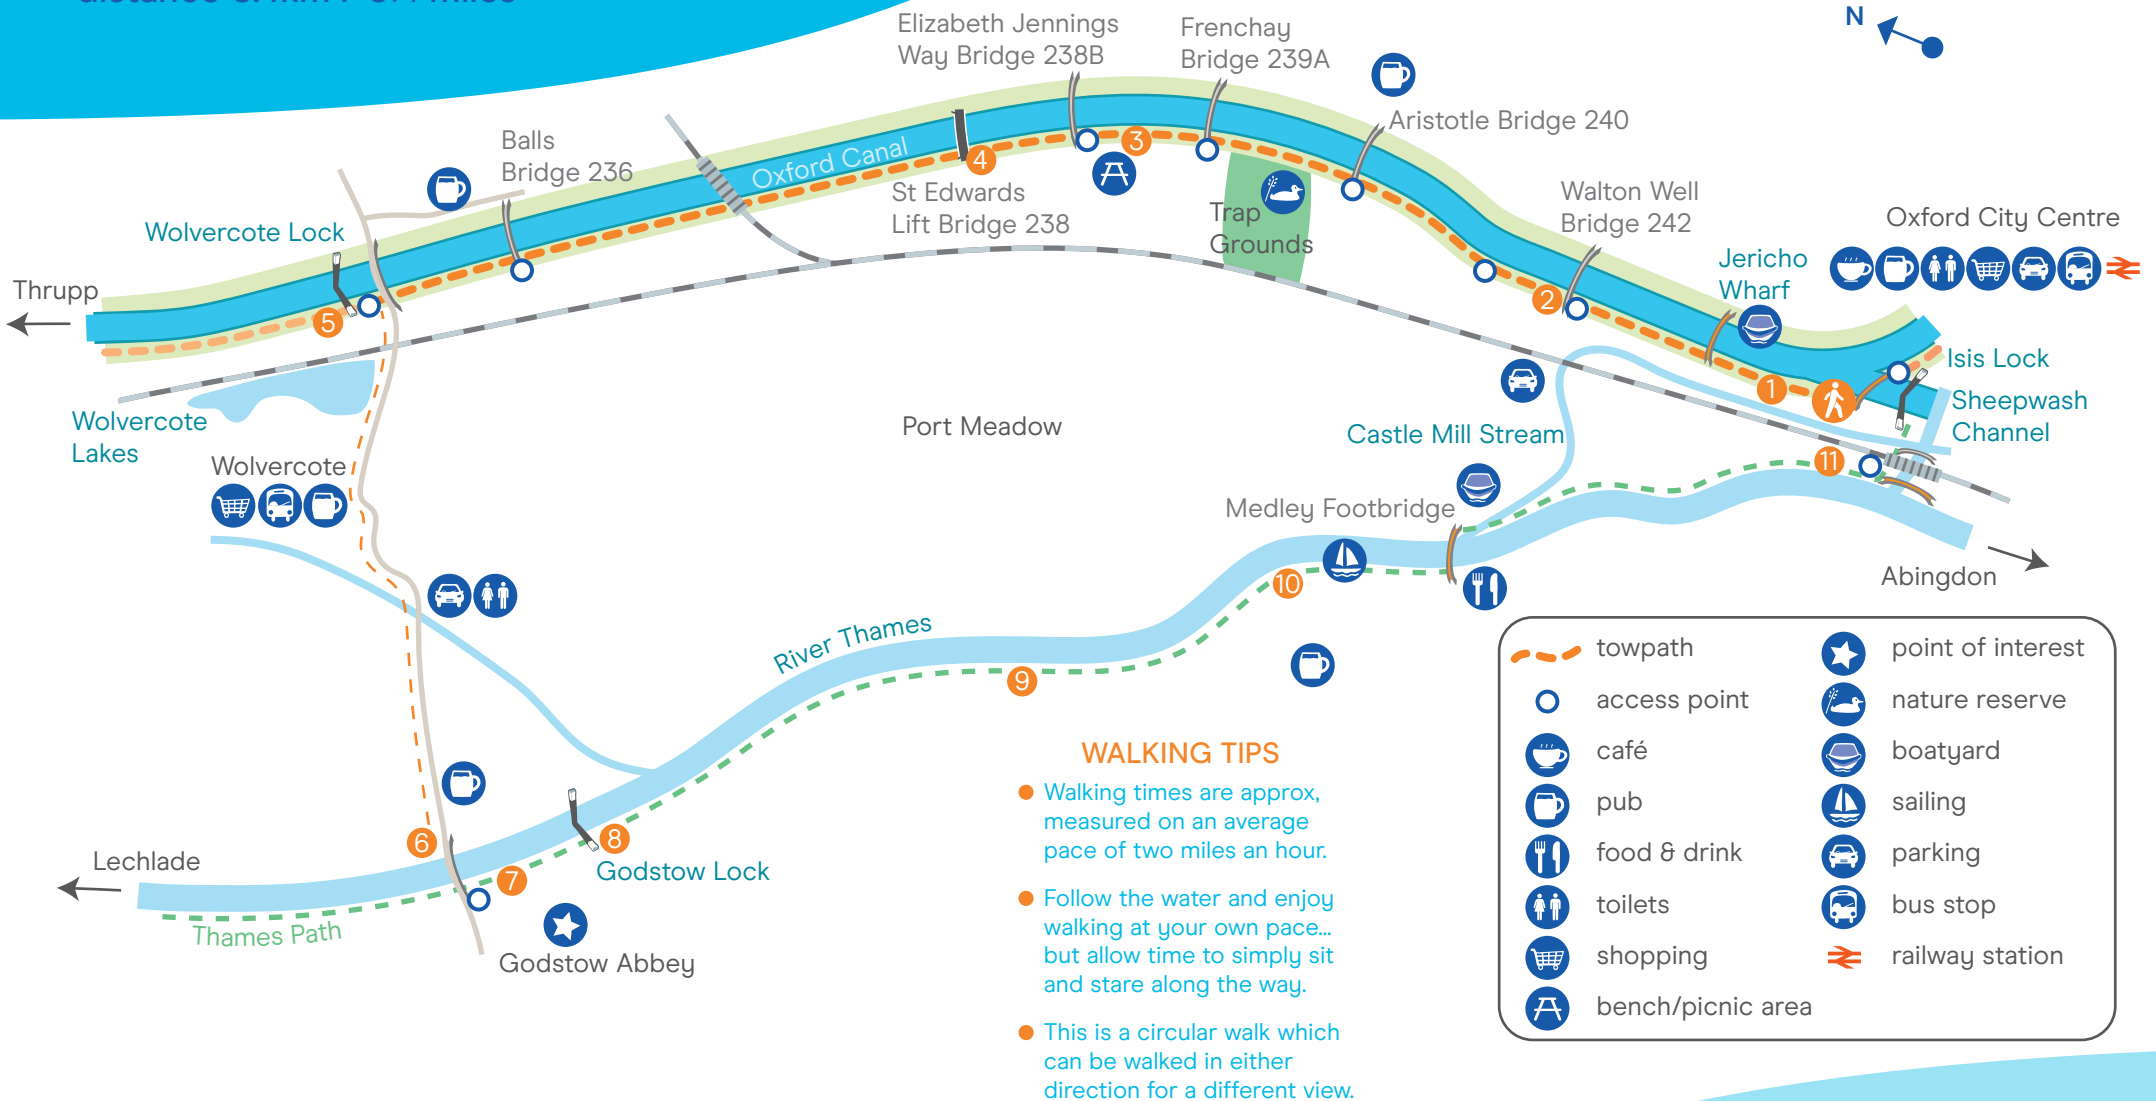 N
Elizabeth Jennings
Way Bridge 238B
Frenchay
Bridge 239A
Aristotle Bridge 240
Balls
Bridge 236
Oxford Canal
3
4
St Edwards
Lift Bridge 238
Trap
Grounds
Walton Well
Bridge 242
Oxford City Centre
Jericho
Wharf
Wolvercote Lock
Thrupp
5
2
1
Isis Lock
Sheepwash
Channel
Wolvercote
Lakes
Port Meadow
Castle Mill Stream
11
Wolvercote
Medley Footbridge
Abingdon
10
River Thames
9
6
8
7
Lechlade
Godstow Lock
Thames Path
Godstow Abbey
WALKING TIPS
Walking times are approx,
measured on an average
pace of two miles an hour.
Follow the water and enjoy
walking at your own pace...
but allow time to simply sit
and stare along the way.
This is a circular walk which
can be walked in either
direction for a different view.
towpath
access point
café
pub
food & drink
toilets
shopping
bench/picnic area
point of interest
nature reserve
boatyard
sailing
parking
bus stop
railway station